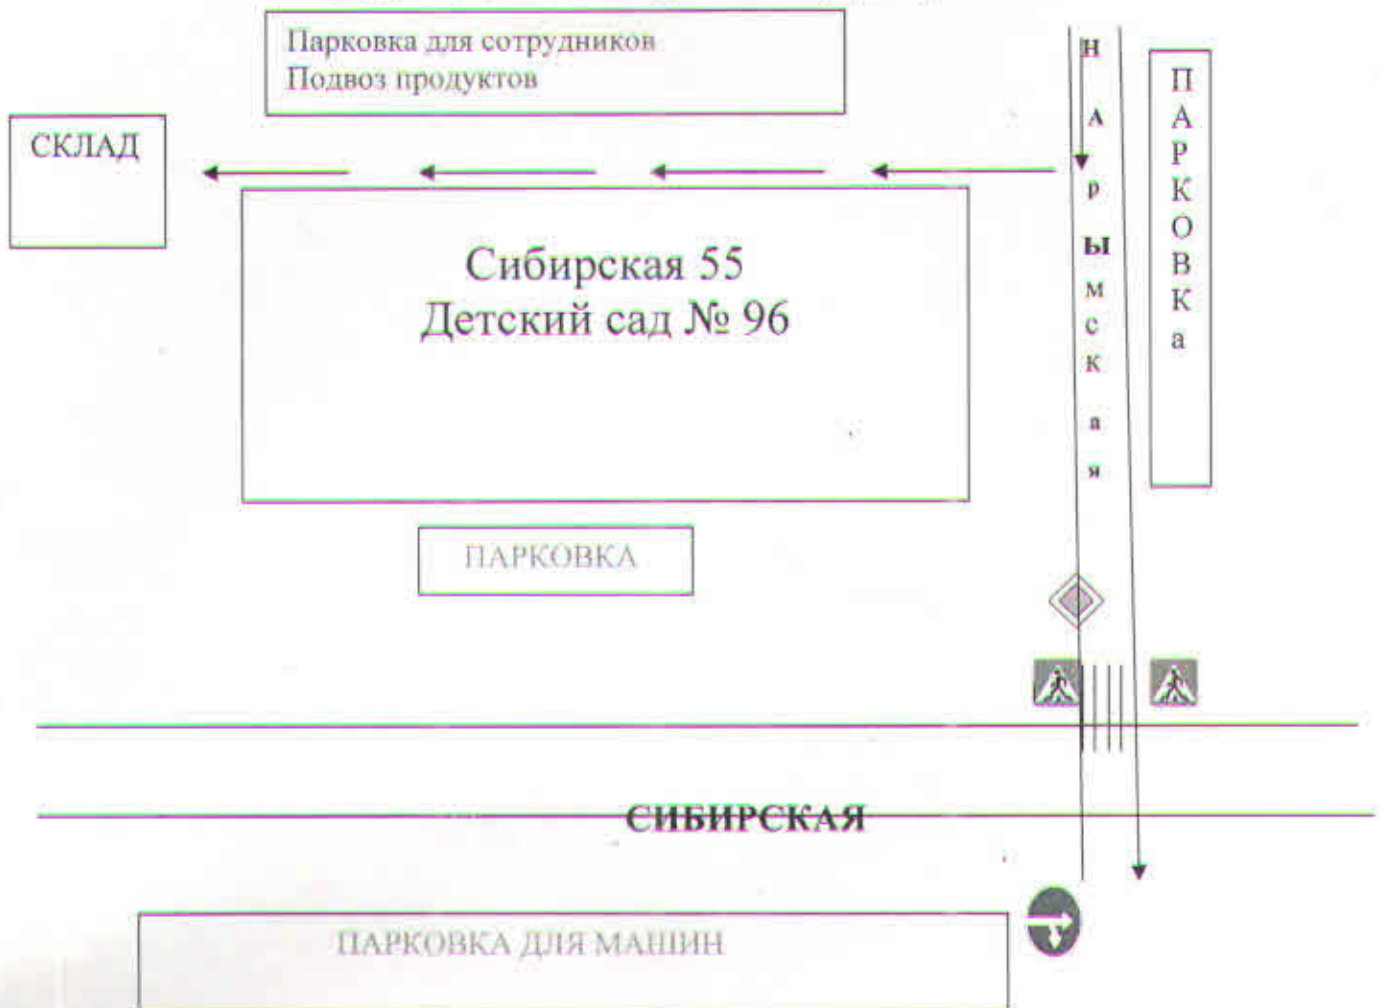 Парковка для сотрудников
Подвоз продуктов
СКЛАД
Сибирская 55
Детский сад № 96
НАрЫмСКая
ПАРКОВКа
ПАРКОВКА
СИБИРСКАЯ
ПАРКОВКА ДЛЯ МАШИН